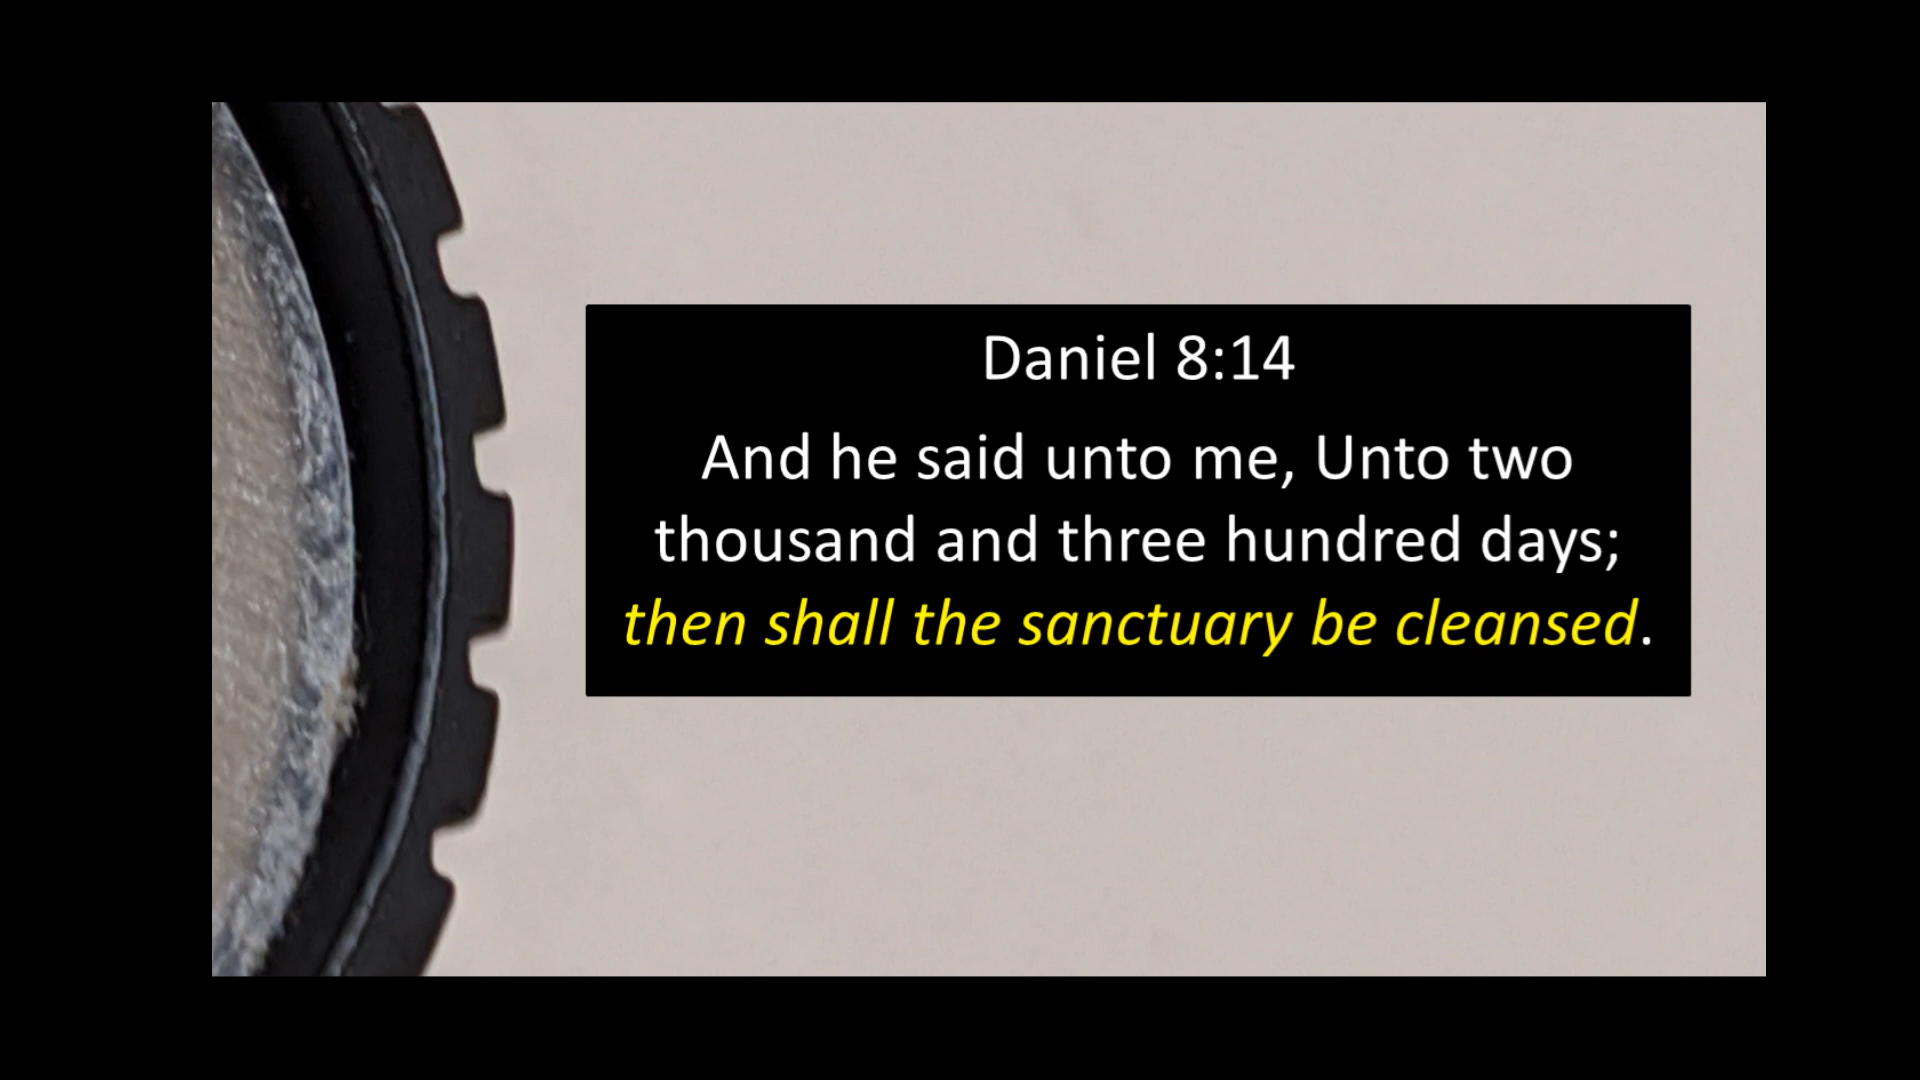 Daniel 8:14
And he said unto me, Unto two
thousand and three hundred days;
then shall the sanctuary be cleansed.